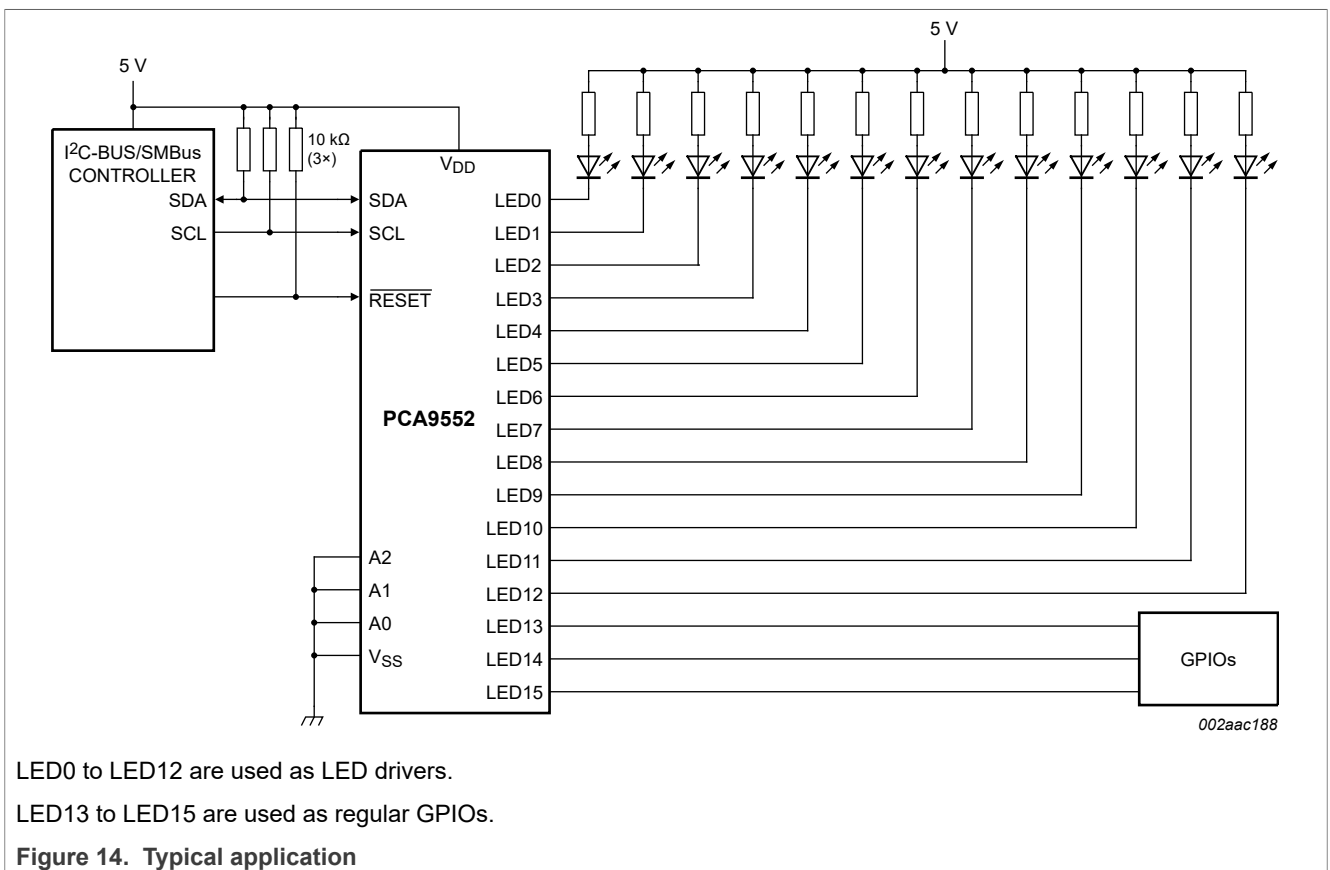 5 V
5 V
10 kΩ
(3×)
I2C-BUS/SMBus
CONTROLLER
SDA
SCL
VDD
SDA
SCL
RESET
PCA9552
A2
A1
A0
VSS
LED0
LED1
LED2
LED3
LED4
LED5
LED6
LED7
LED8
LED9
LED10
LED11
LED12
LED13
LED14
LED15
GPIOs
002aac188
LED0 to LED12 are used as LED drivers.
LED13 to LED15 are used as regular GPIOs.
Figure 14. Typical application